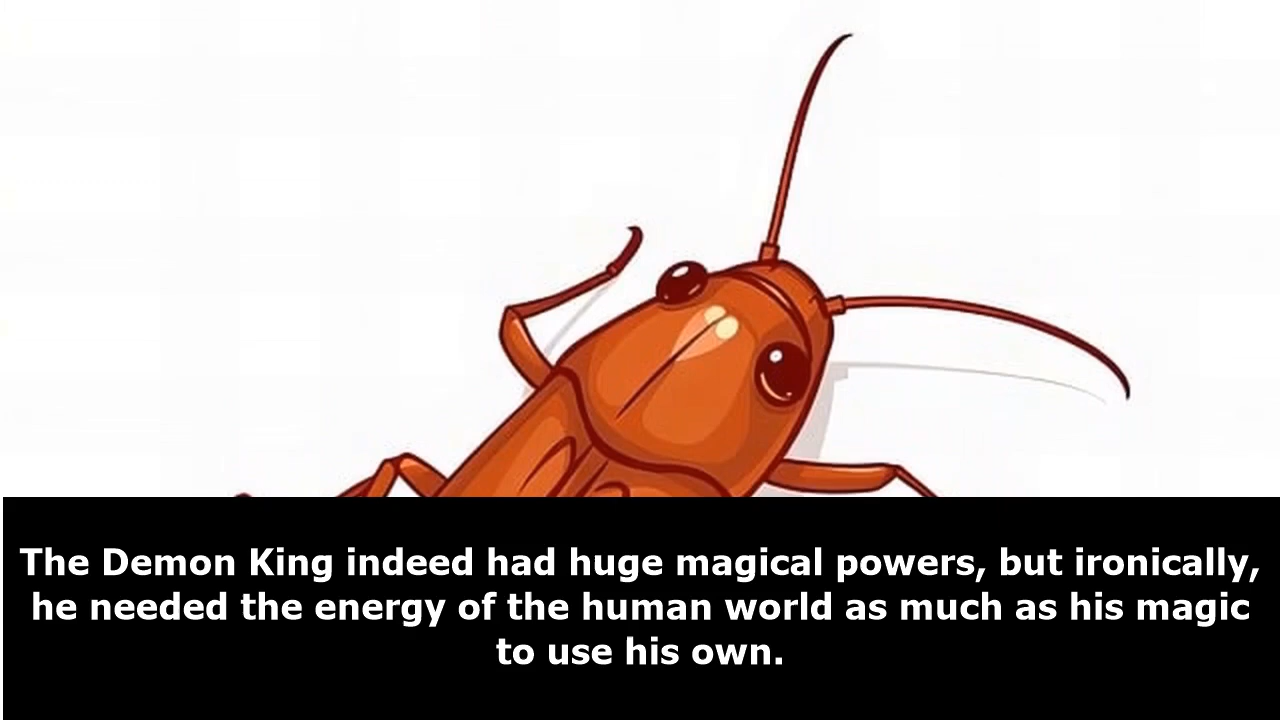 The Demon King indeed had huge magical powers, but ironically,
he needed the energy of the human world as much as his magic
to use his own.